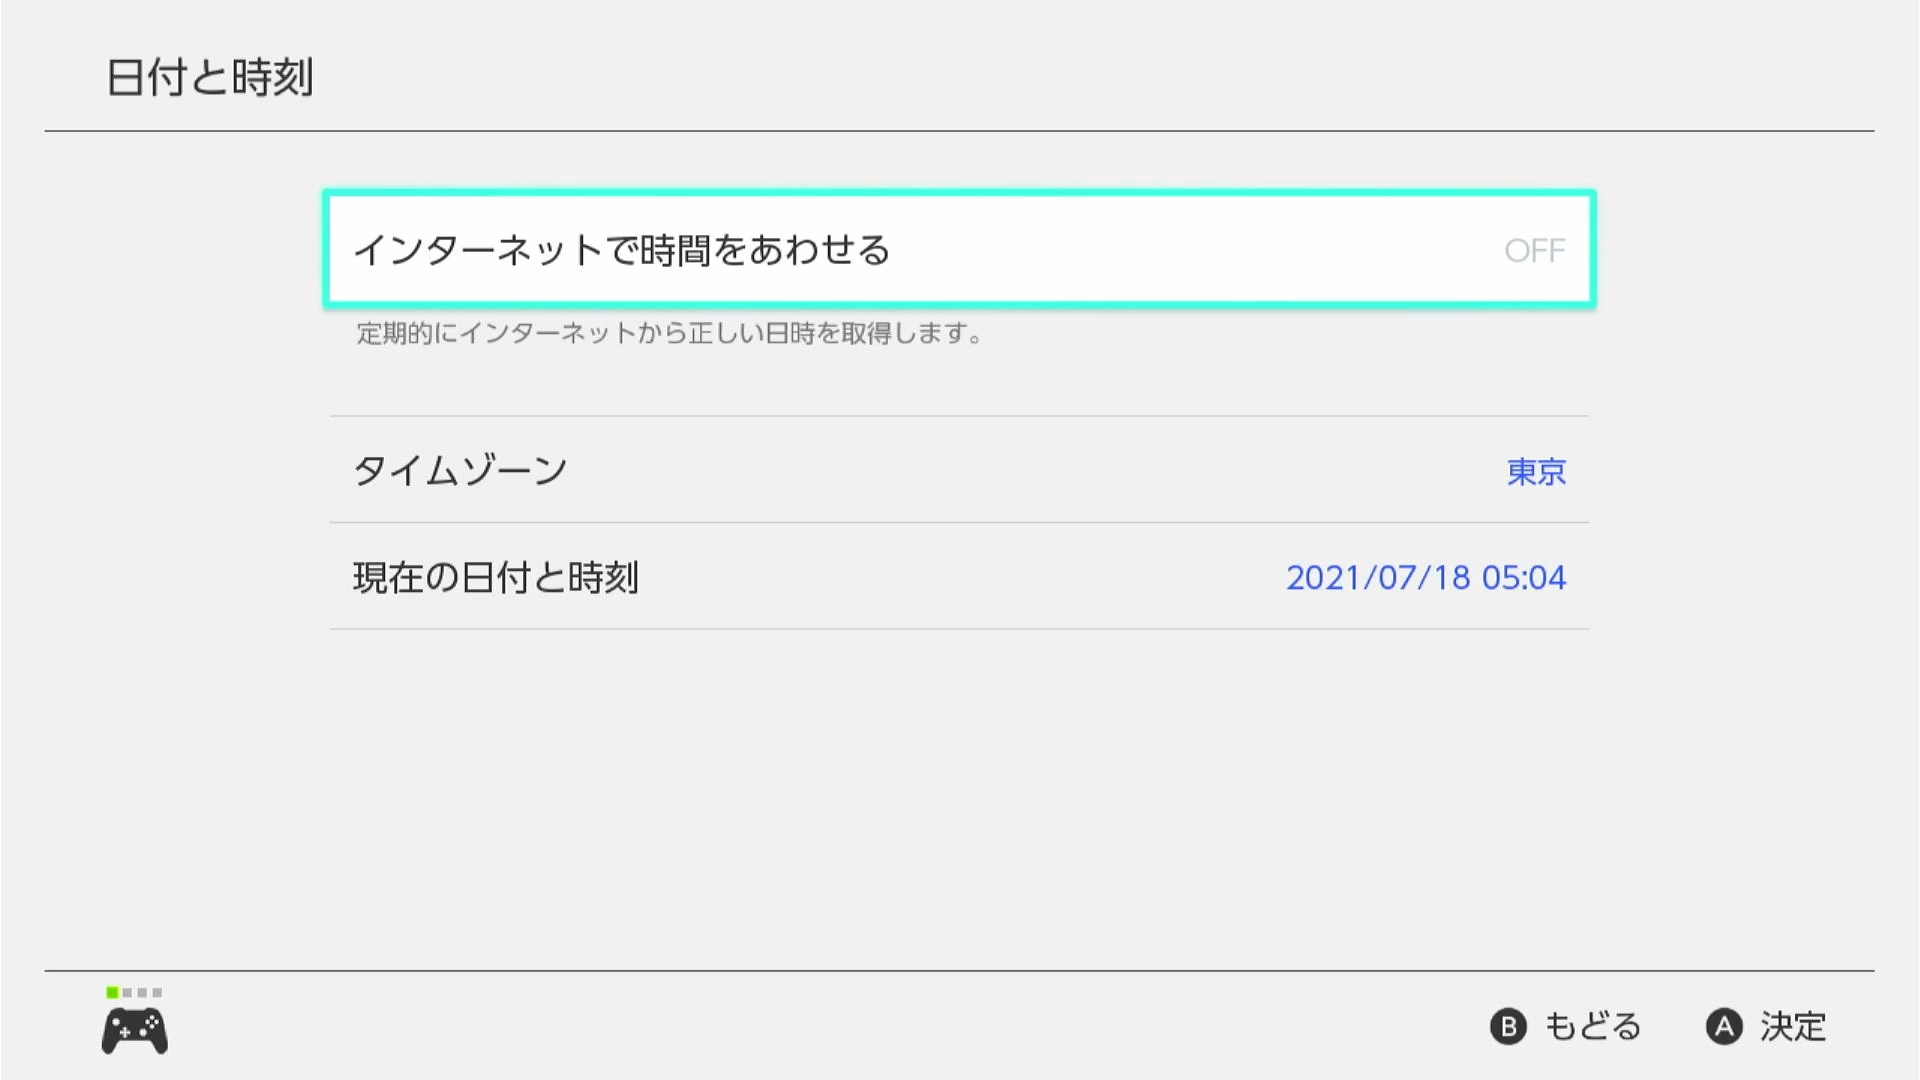 日付と時刻
インターネットで時間をあわせる OFF
定期的にインターネットから正しい日時を取得します。
タイムゾーン 東京
現在の日付と時刻 2021/07/18 05:04
B もどる A 決定